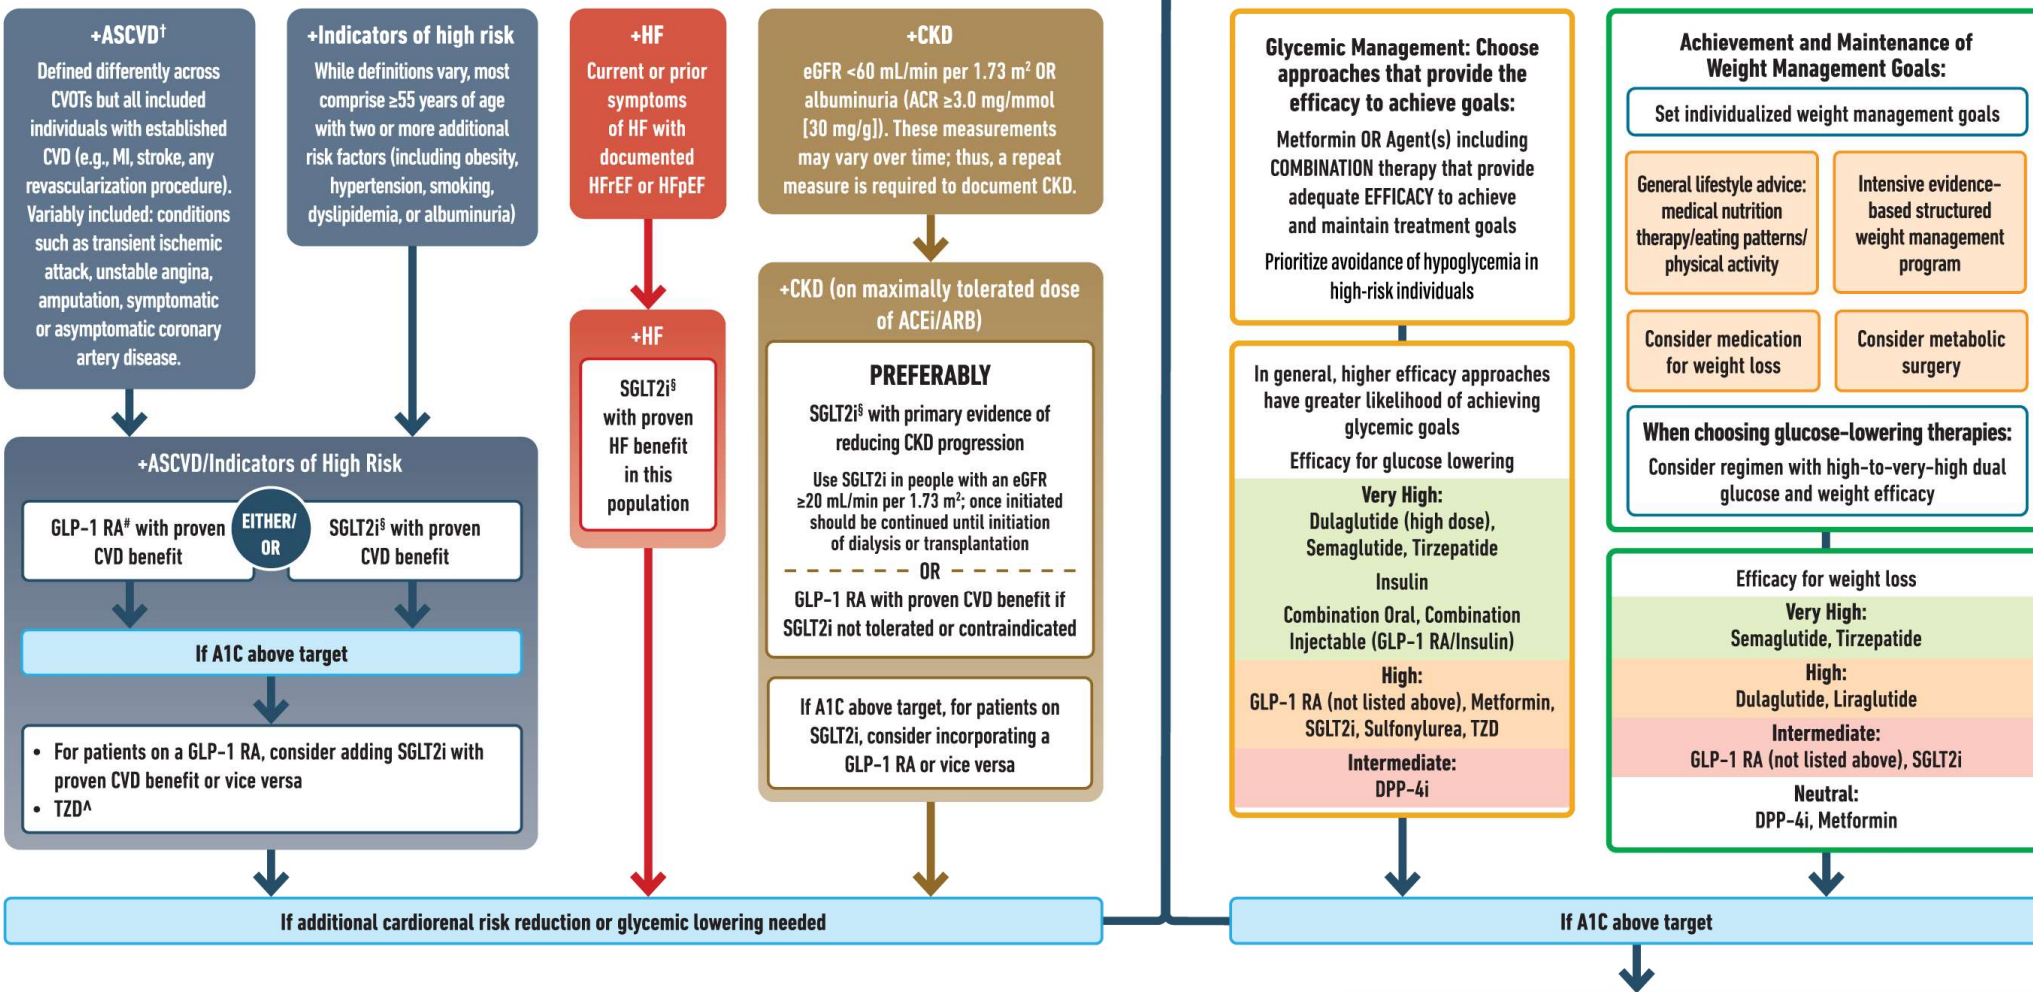 +ASCVD†
Defined differently across
CVOTs but all included
individuals with established
CVD (e.g., MI, stroke, any
revascularization procedure).
Variably included: conditions
such as transient ischemic
attack, unstable angina,
amputation, symptomatic
or asymptomatic coronary
artery disease.
+Indicators of high risk
While definitions vary, most
comprise ≥55 years of age
with two or more additional
risk factors (including obesity,
hypertension, smoking,
dyslipidemia, or albuminuria)
+ASCVD/Indicators of High Risk
GLP-1 RA# with proven
CVD benefit
EITHER/
OR
SGLT2i§ with proven
CVD benefit
If A1C above target
• For patients on a GLP-1 RA, consider adding SGLT2i with
proven CVD benefit or vice versa
• TZD^
+HF
Current or prior
symptoms
of HF with
documented
HFrEF or HFpEF
+HF
SGLT2i§
with proven
HF benefit
in this
population
+CKD
eGFR <60 mL/min per 1.73 m² OR
albuminuria (ACR ≥3.0 mg/mmol
[30 mg/g]). These measurements
may vary over time; thus, a repeat
measure is required to document CKD.
+CKD (on maximally tolerated dose
of ACEi/ARB)
PREFERABLY
SGLT2i§ with primary evidence of
reducing CKD progression
Use SGLT2i in people with an eGFR
≥20 mL/min per 1.73 m²; once initiated
should be continued until initiation
of dialysis or transplantation
OR
GLP-1 RA with proven CVD benefit if
SGLT2i not tolerated or contraindicated
If A1C above target, for patients on
SGLT2i, consider incorporating a
GLP-1 RA or vice versa
If additional cardiorenal risk reduction or glycemic lowering needed
Glycemic Management: Choose
approaches that provide the
efficacy to achieve goals:
Metformin OR Agent(s) including
COMBINATION therapy that provide
adequate EFFICACY to achieve
and maintain treatment goals
Prioritize avoidance of hypoglycemia in
high-risk individuals
In general, higher efficacy approaches
have greater likelihood of achieving
glycemic goals
Efficacy for glucose lowering
Very High:
Dulaglutide (high dose),
Semaglutide, Tirzepatide
Insulin
Combination Oral, Combination
Injectable (GLP-1 RA/Insulin)
High:
GLP-1 RA (not listed above), Metformin,
SGLT2i, Sulfonylurea, TZD
Intermediate:
DPP-4i
Achievement and Maintenance of
Weight Management Goals:
Set individualized weight management goals
General lifestyle advice:
medical nutrition
therapy/eating patterns/
physical activity
Intensive evidence-
based structured
weight management
program
Consider medication
for weight loss
Consider metabolic
surgery
When choosing glucose-lowering therapies:
Consider regimen with high-to-very-high dual
glucose and weight efficacy
Efficacy for weight loss
Very High:
Semaglutide, Tirzepatide
High:
Dulaglutide, Liraglutide
Intermediate:
GLP-1 RA (not listed above), SGLT2i
Neutral:
DPP-4i, Metformin
If A1C above target